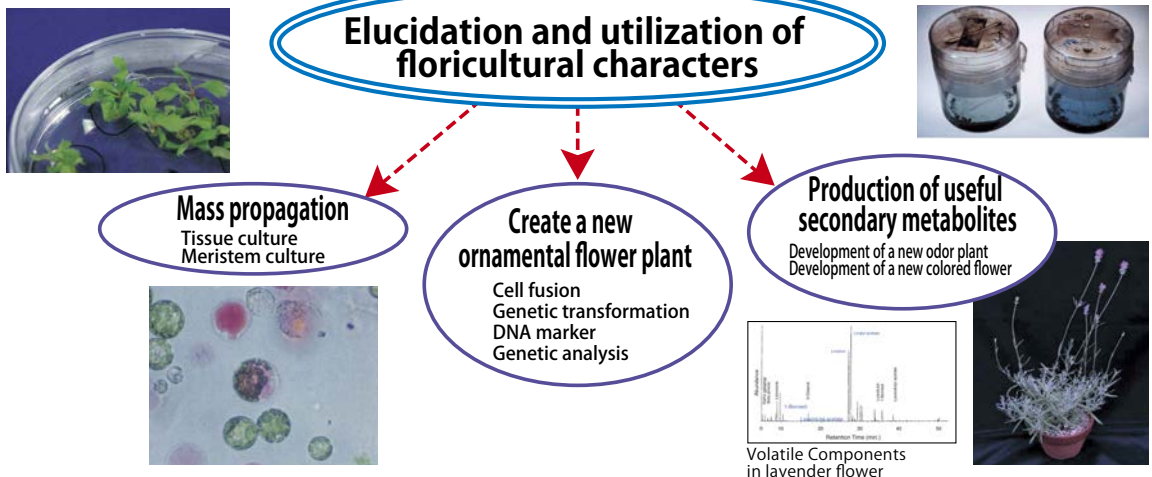 Elucidation and utilization of
floricultural characters
Mass propagation
Tissue culture
Meristem culture
Create a new
ornamental flower plant
Cell fusion
Genetic transformation
DNA marker
Genetic analysis
Production of useful
secondary metabolites
Development of a new odor plant
Development of a new colored flower
Abundance
Retention Time (min.)
Volatile Components
in lavender flower